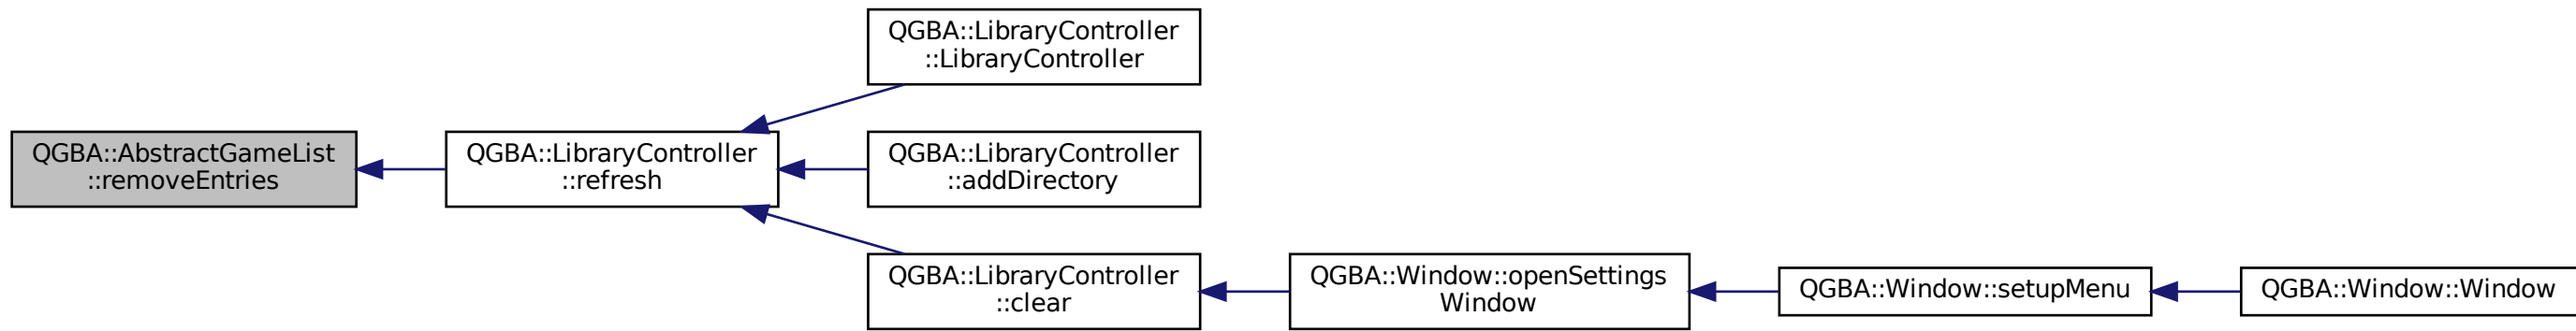 QGBA::AbstractGameList
::removeEntries
QGBA::LibraryController
::refresh
QGBA::LibraryController
::LibraryController
QGBA::LibraryController
::addDirectory
QGBA::LibraryController
::clear
QGBA::Window::openSettings
Window
QGBA::Window::setupMenu
QGBA::Window::Window